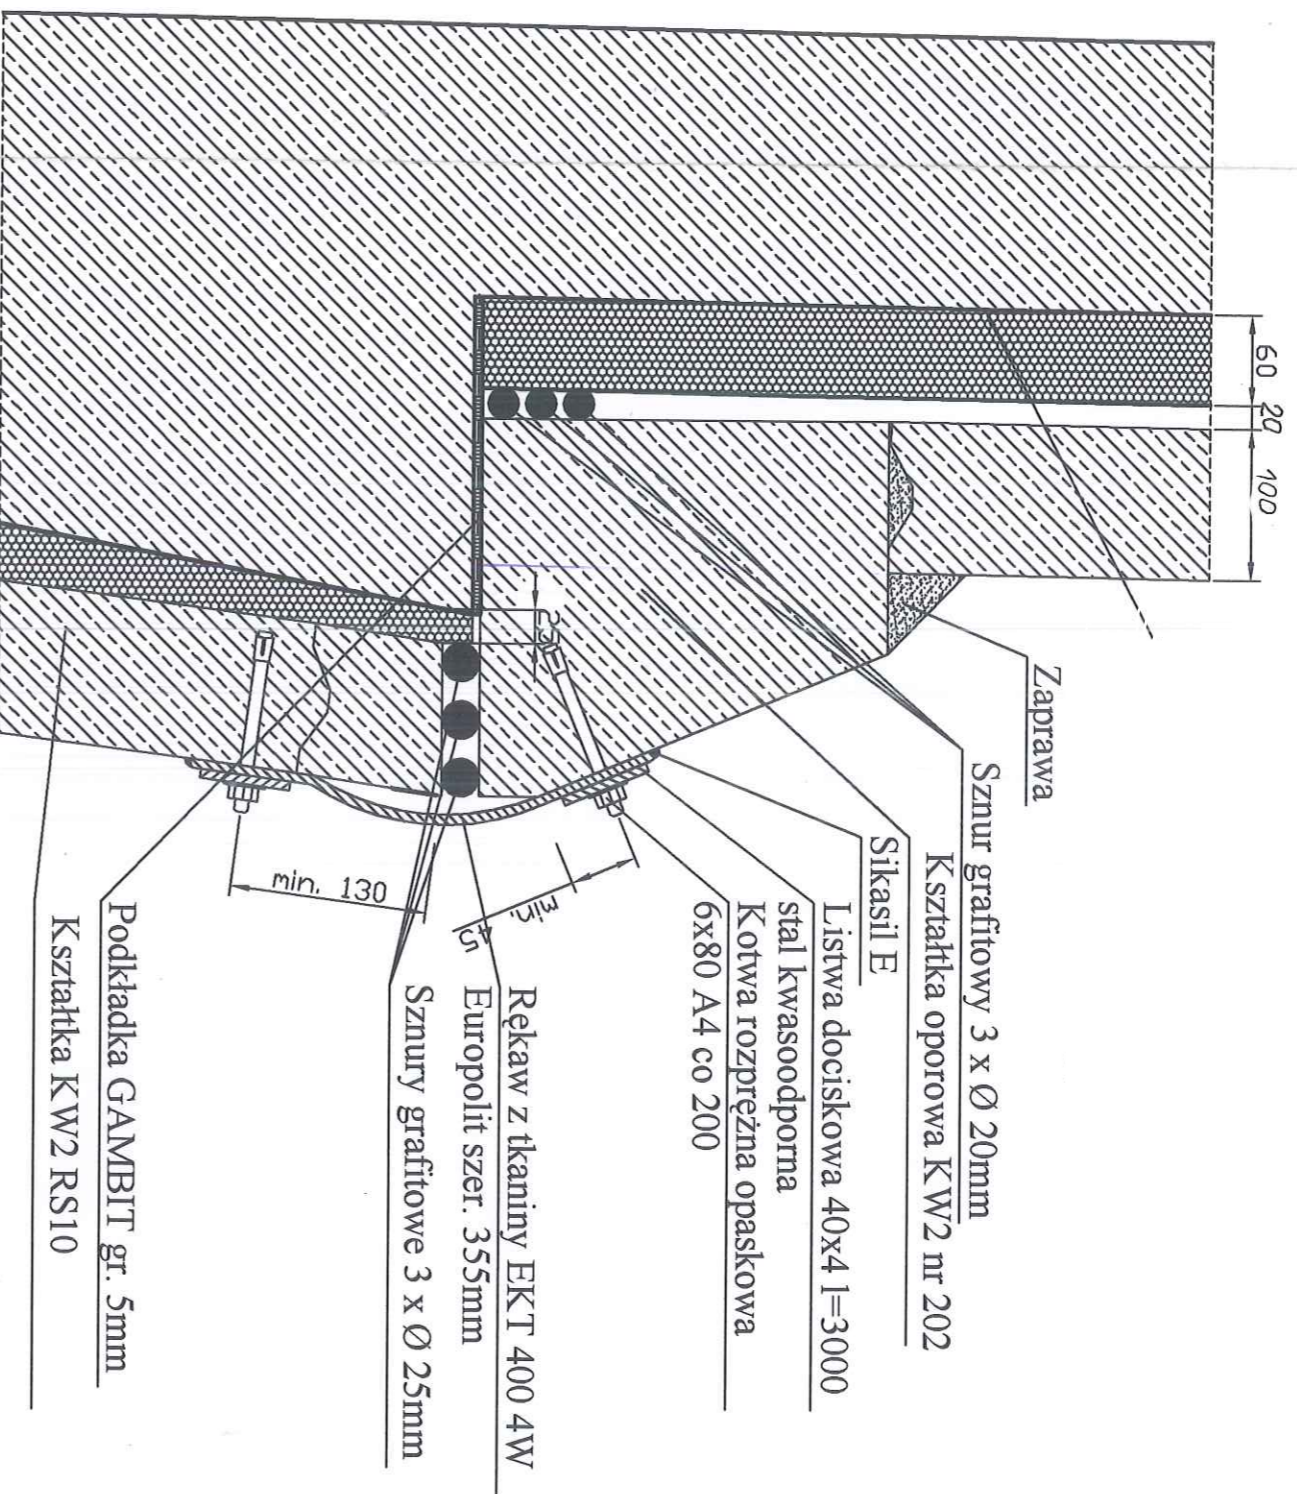 60
20
100
Zaprawa
Sznur grafitowy 3 x Ø 20mm
Kształtka oporowa KW2 nr 202
Sikasil E
Listwa dociskowa 40x4 l=3000
stal kwasoodporna
Kotwa rozprężna opaskowa
6x80 A4 co 200
Rękaw z tkaniny EKT 400 4W
Europolit szer. 355mm
Sznury grafitowe 3 x Ø 25mm
Podkładka GAMBIT gr. 5mm
Kształtka KW2 RS10
min. 130
min.
45